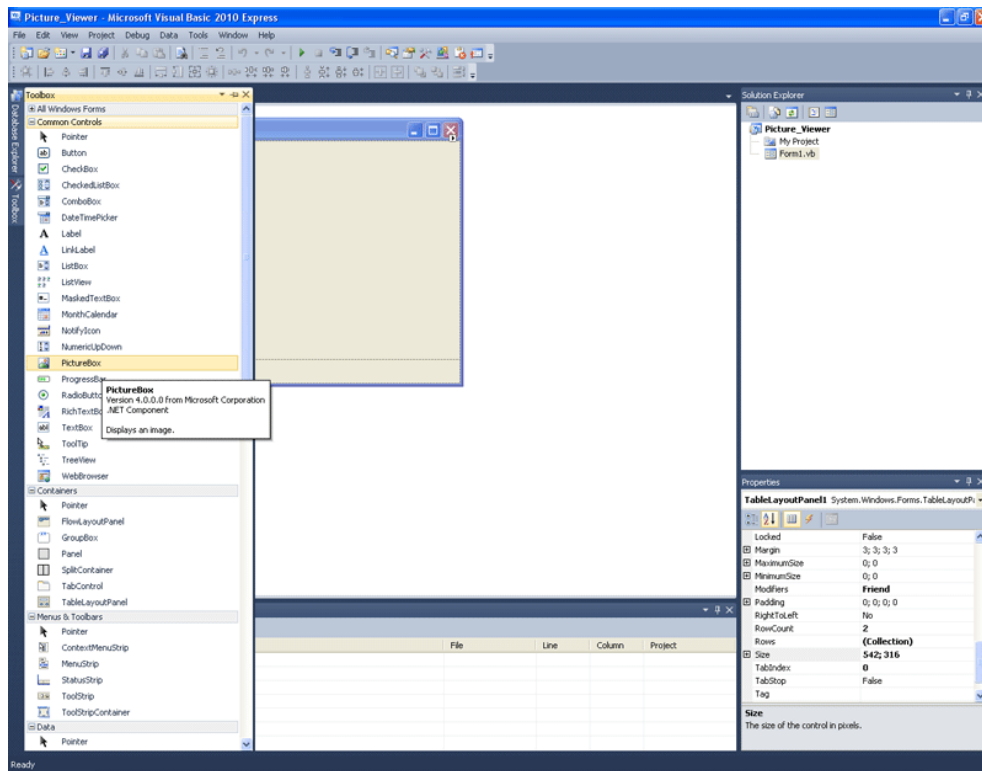 Picture_Viewer - Microsoft Visual Basic 2010 Express
File Edit View Project Debug Data Tools Window Help
Database Explorer
Toolbox
Toolbox
All Windows Forms
Common Controls
Pointer
Button
CheckBox
CheckedListBox
ComboBox
DateTimePicker
Label
LinkLabel
ListBox
ListView
MaskedTextBox
MonthCalendar
NotifyIcon
NumericUpDown
PictureBox
ProgressBar
RadioButto
RichTextBo
TextBox
ToolTip
TreeView
WebBrowser
PictureBox
Version 4.0.0.0 from Microsoft Corporation
.NET Component
Displays an image.
Containers
Pointer
FlowLayoutPanel
GroupBox
Panel
SplitContainer
TabControl
TableLayoutPanel
Menus & Toolbars
Pointer
ContextMenuStrip
MenuStrip
StatusStrip
ToolStrip
ToolStripContainer
Data
Pointer
File Line Column Project
Solution Explorer
Picture_Viewer
My Project
Form1.vb
Properties
TableLayoutPanel1 System.Windows.Forms.TableLayoutPa
Locked False
Margin 3; 3; 3; 3
MaximumSize 0; 0
MinimumSize 0; 0
Modifiers Friend
Padding 0; 0; 0; 0
RightToLeft No
RowCount 2
Rows (Collection)
Size 542; 316
TabIndex 0
TabStop False
Tag
Size
The size of the control in pixels.
Ready